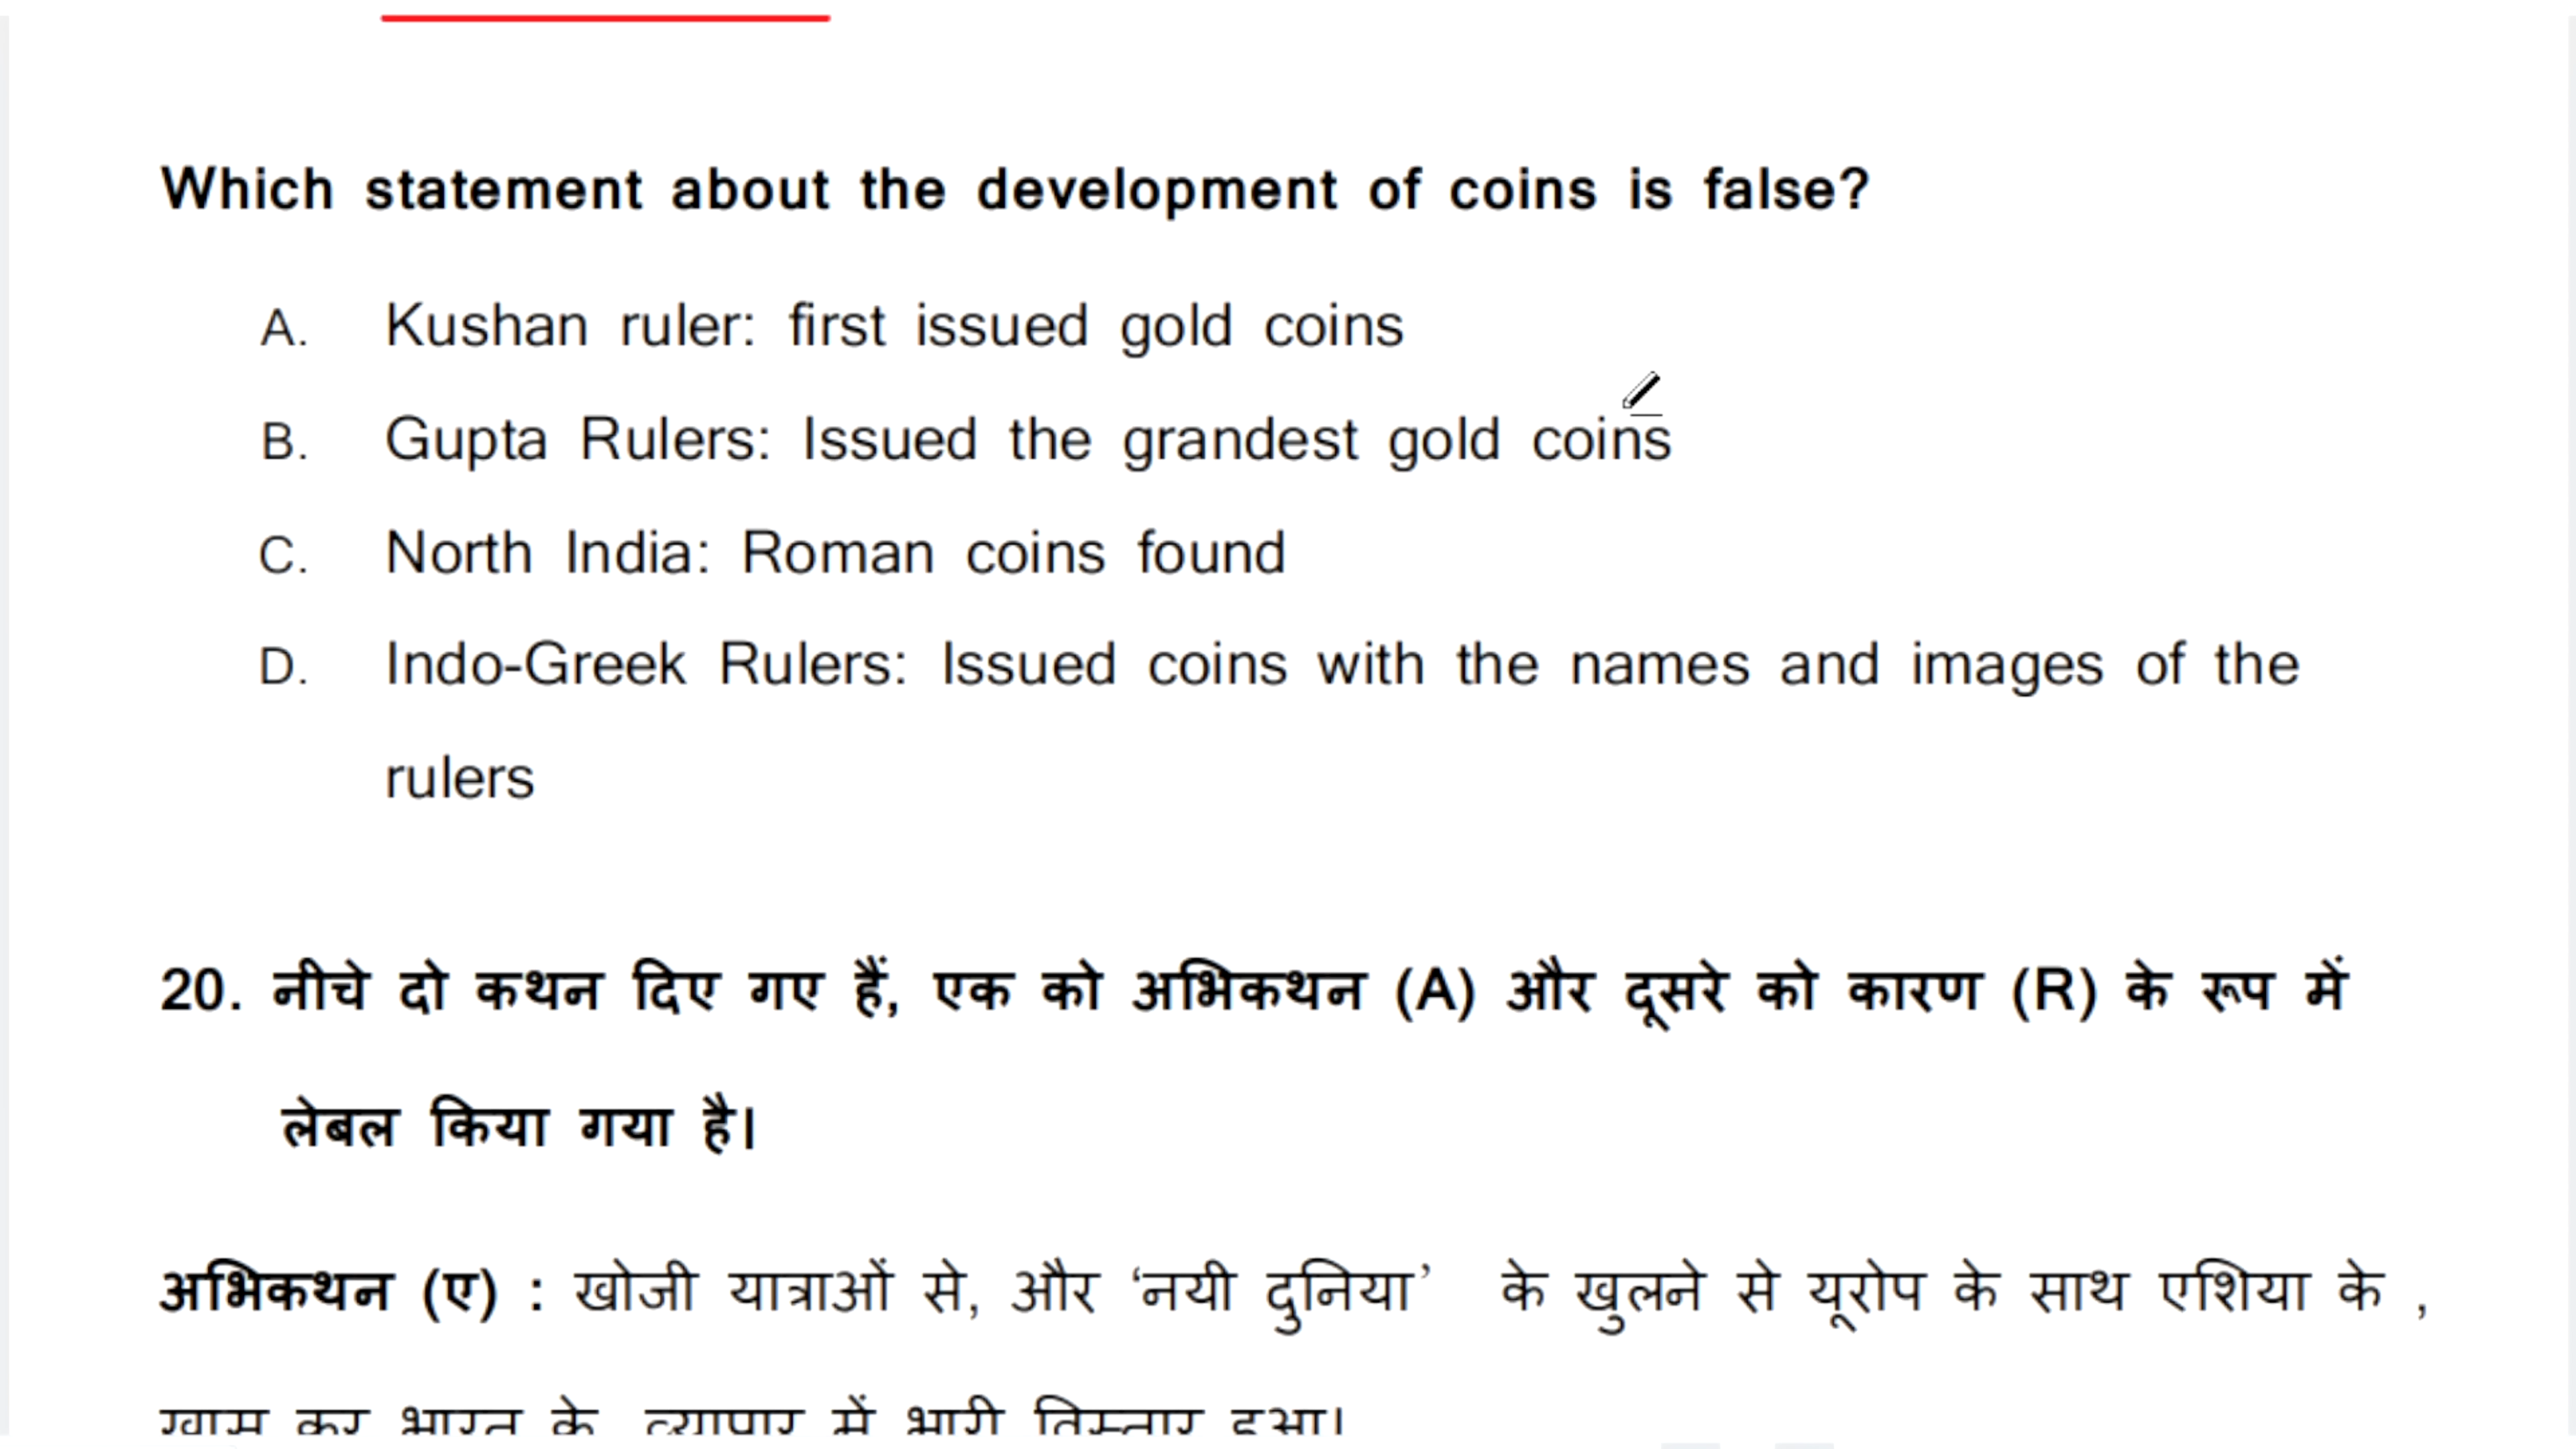 Which statement about the development of coins is false?
A. Kushan ruler: first issued gold coins
B. Gupta Rulers: Issued the grandest gold coins
C. North India: Roman coins found
D. Indo-Greek Rulers: Issued coins with the names and images of the
rulers
20. नीचे दो कथन दिए गए हैं, एक को अभिकथन (A) और दूसरे को कारण (R) के रूप में
लेबल किया गया है।
अभिकथन (ए) : खोजी यात्राओं से, और ‘नयी दुनिया’ के खुलने से यूरोप के साथ एशिया के ,
खास कर भारत के व्यापार में भारी विस्तार हुआ।